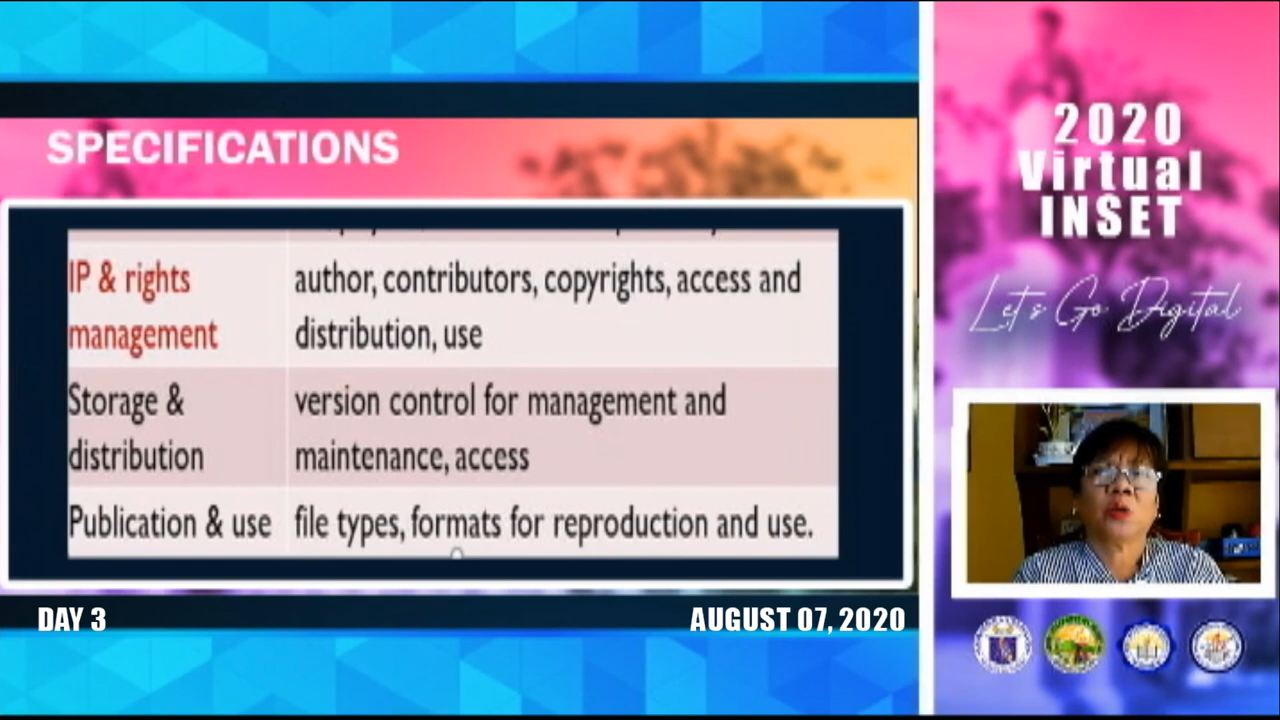 SPECIFICATIONS
IP & rights
management
author, contributors, copyrights, access and
distribution, use
Storage &
distribution
version control for management and
maintenance, access
Publication & use
file types, formats for reproduction and use.
DAY 3
AUGUST 07, 2020
2020
Virtual
INSET
Let's Go Digital